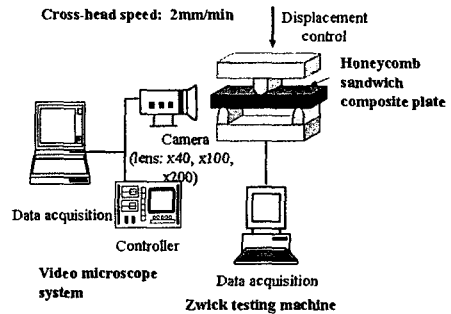 Cross-head speed: 2mm/min
Displacement
control
Honeycomb
sandwich
composite plate
Camera
(lens: x40, x100,
x200)
Data acquisition
Controller
Video microscope
system
Data acquisition
Zwick testing machine